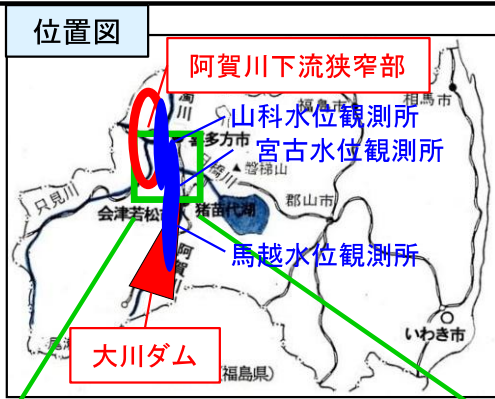 位置図
阿賀川下流狭窄部
相馬市
山科水位観測所
喜多方市
宮古水位観測所
磐梯山
只見川
郡山市
会津若松
猪苗代湖
馬越水位観測所
阿賀
いわき市
大川ダム
福島県)